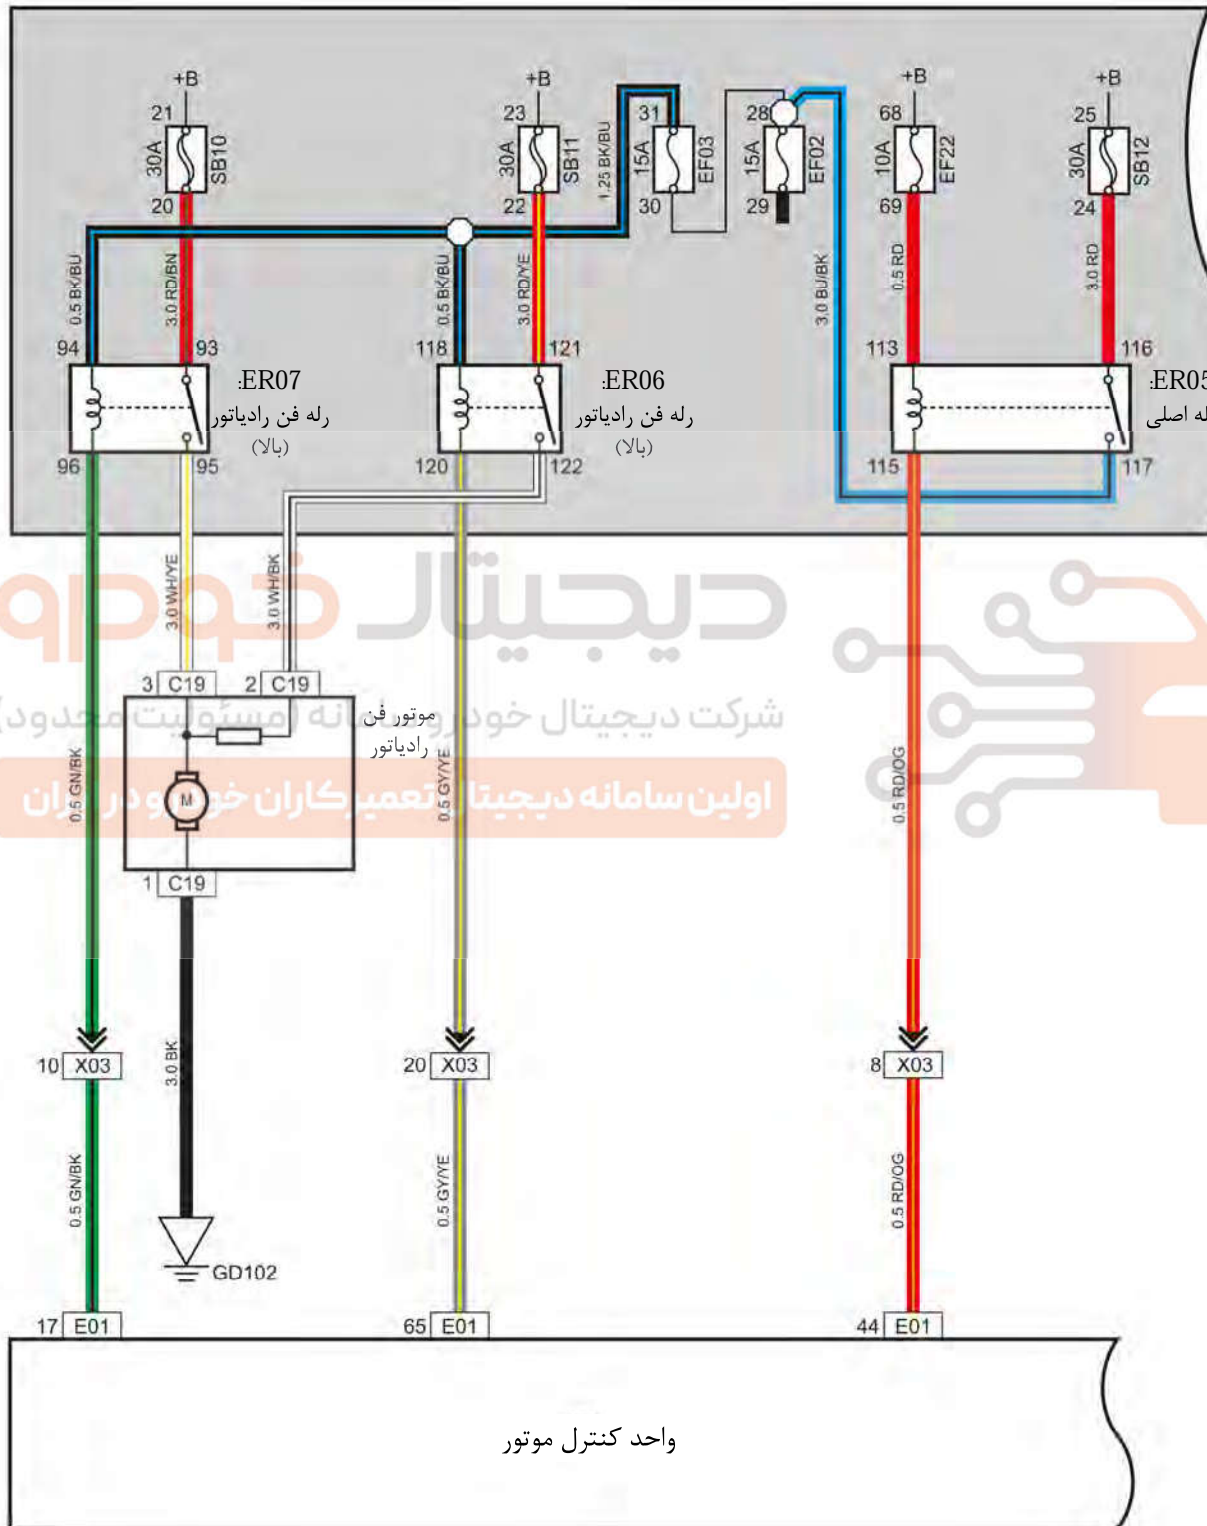 +B
+B
+B
+B
21
30A
SB10
20
23
30A
SB11
22
1.25 BK/BU
31
15A
EF03
30
28
15A
EF02
29
68
10A
EF22
69
25
30A
SB12
24
0.5 BK/BU
3.0 RD/BN
0.5 BK/BU
3.0 RD/YE
3.0 BU/BK
0.5 RD
3.0 RD
94
93
118
121
113
116
ER07:
رله فن رادیاتور
(بالا)
ER06:
رله فن رادیاتور
(بالا)
ER05:
له اصلی
96
95
120
122
115
117
3.0 WH/YE
3.0 WH/BK
دیجیتال خودرو
شرکت دیجیتال خودرو سامانه (مسئولیت محدود)
اولین سامانه دیجیتال تعمیرکاران خودرو در ایران
3 C19
2 C19
موتور فن
رادیاتور
M
1 C19
0.5 GN/BK
0.5 GY/YE
0.5 RD/OG
3.0 BK
10 X03
20 X03
8 X03
0.5 GN/BK
0.5 GY/YE
0.5 RD/OG
GD102
17 E01
65 E01
44 E01
واحد کنترل موتور